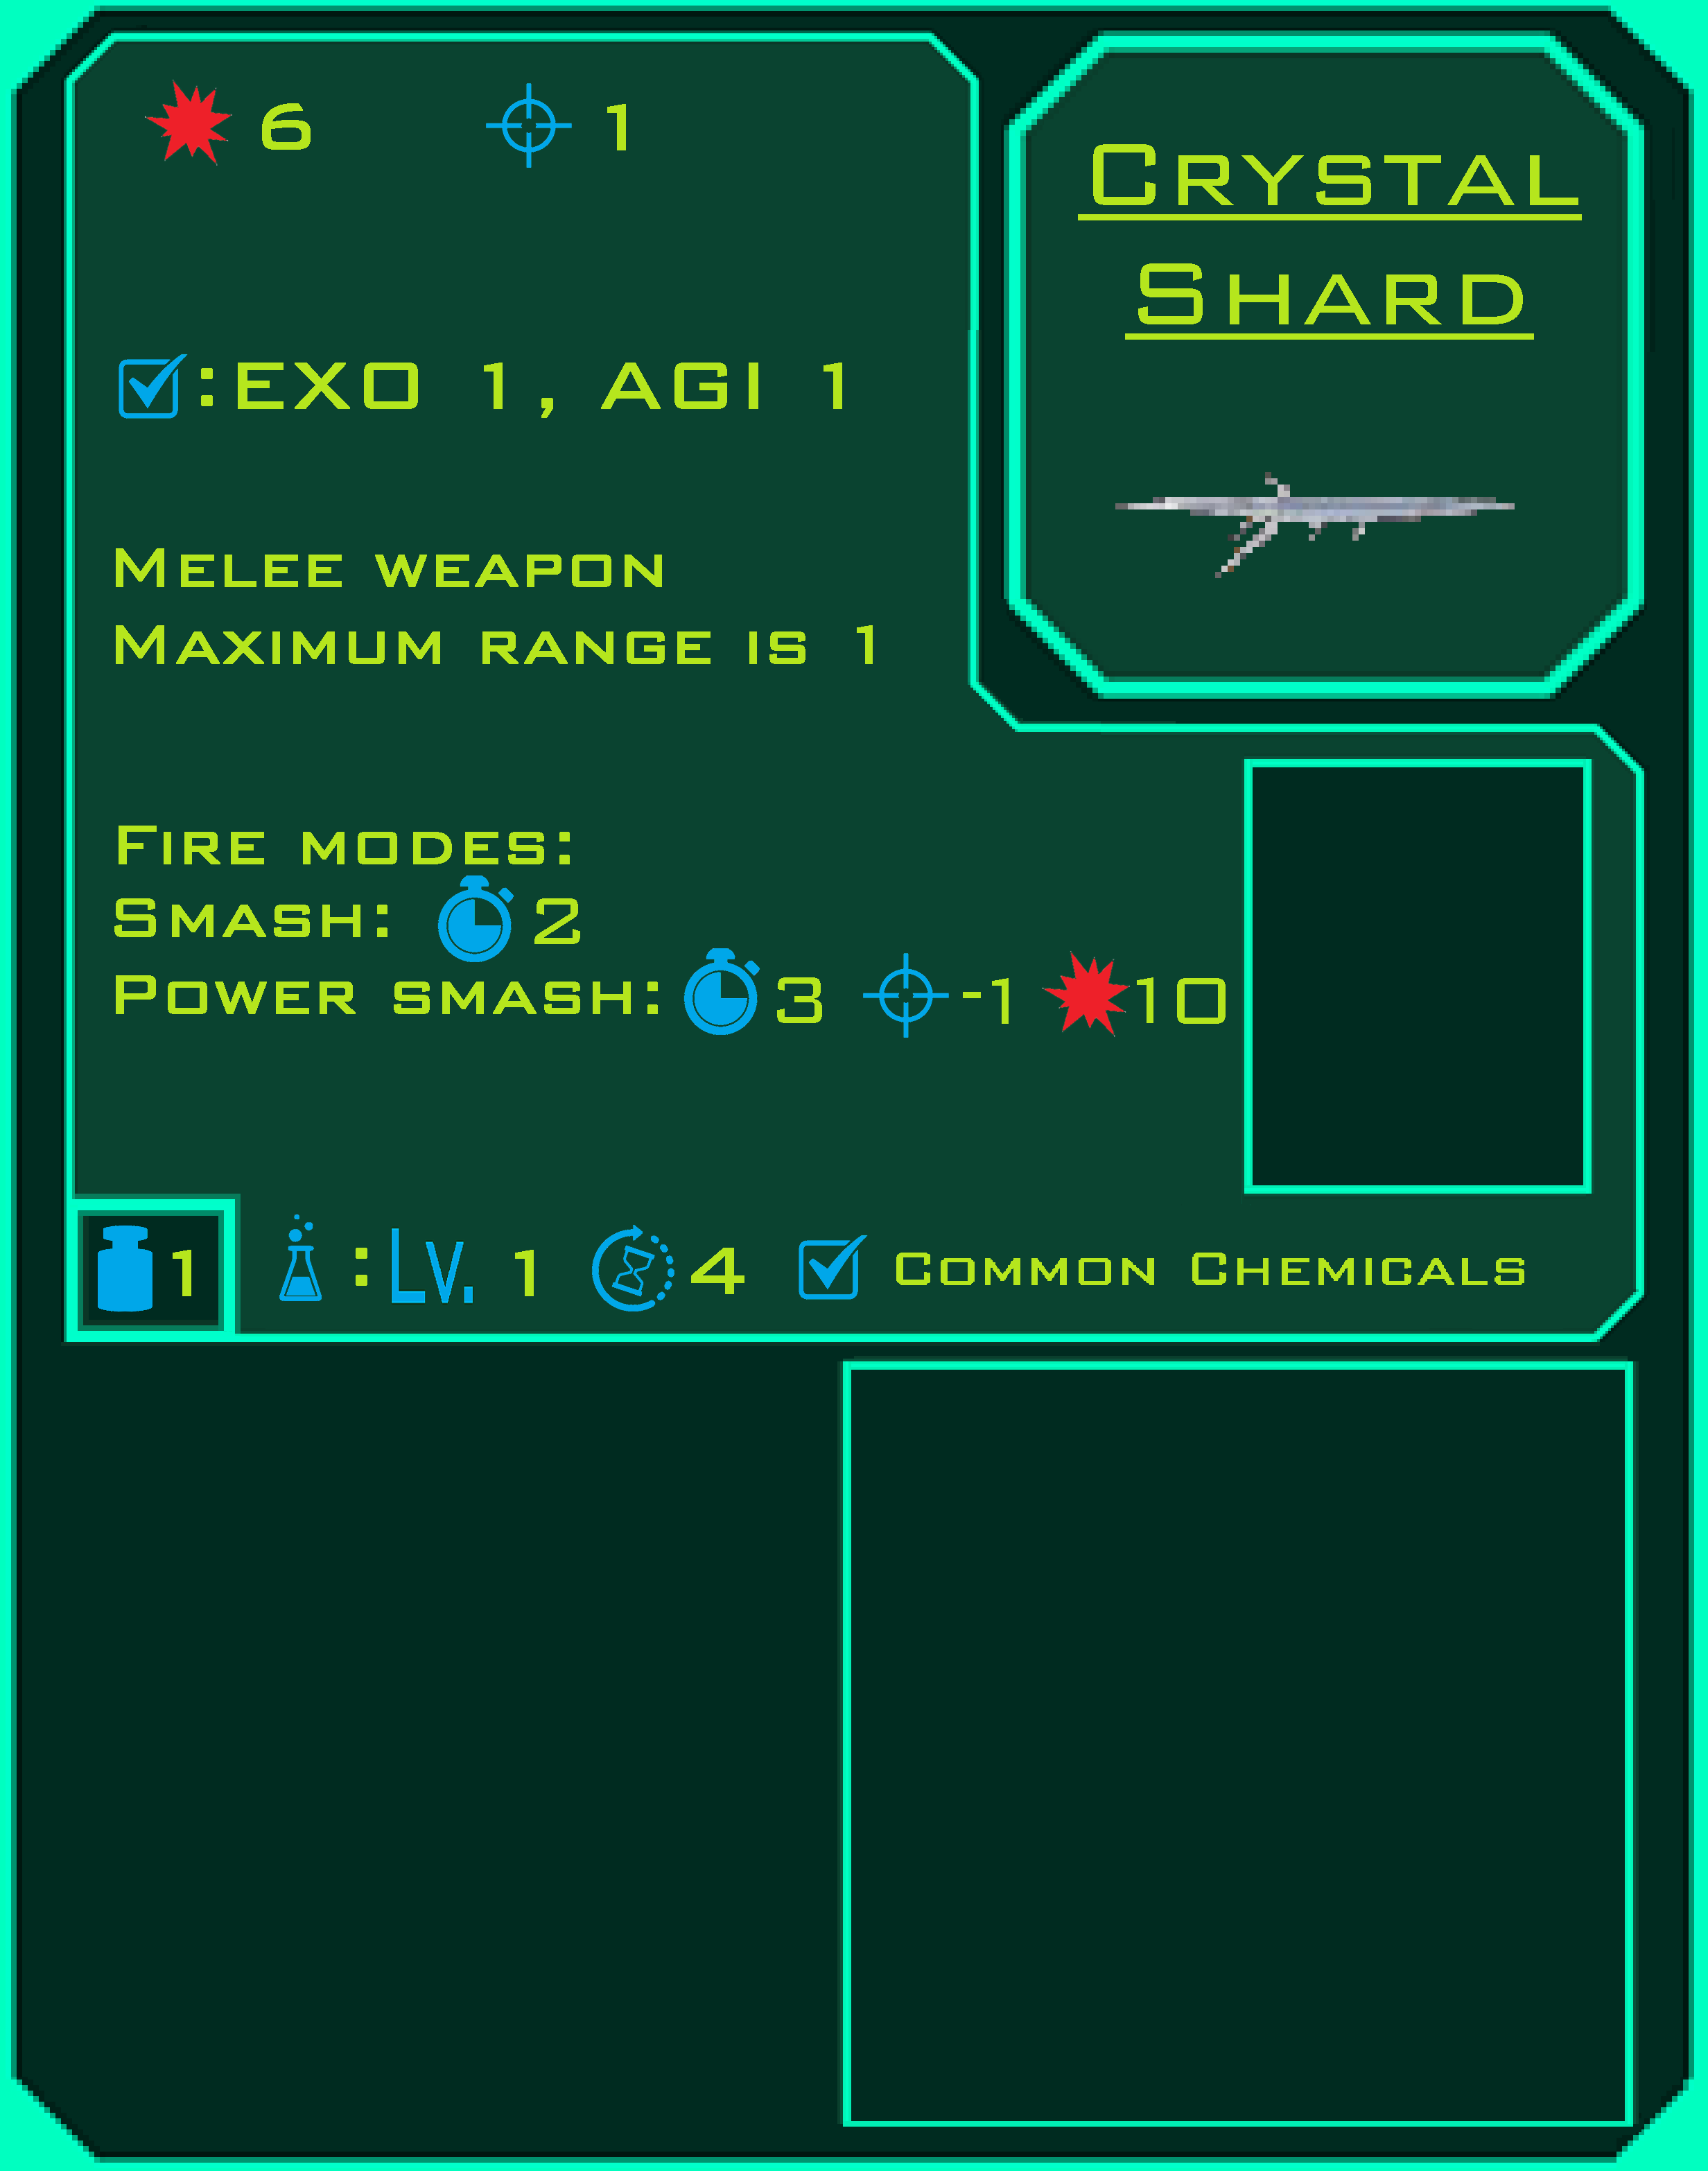 6 1
Crystal
Shard
:EXO 1, AGI 1
Melee weapon
Maximum range is 1
Fire modes:
Smash: 2
Power smash: 3 -1 10
1 : Lv. 1 4 Common Chemicals